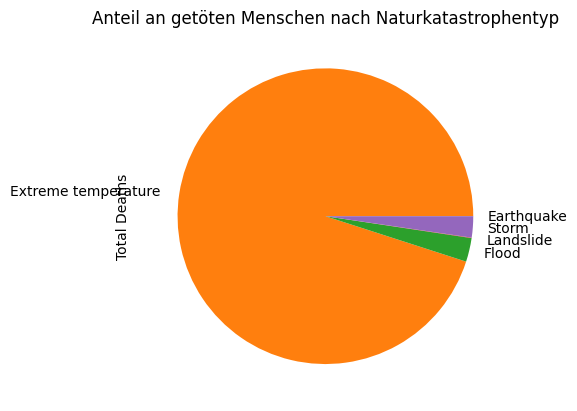 Anteil an getöten Menschen nach Naturkatastrophentyp
Extreme temperature
Total Deaths
Earthquake
Storm
Landslide
Flood